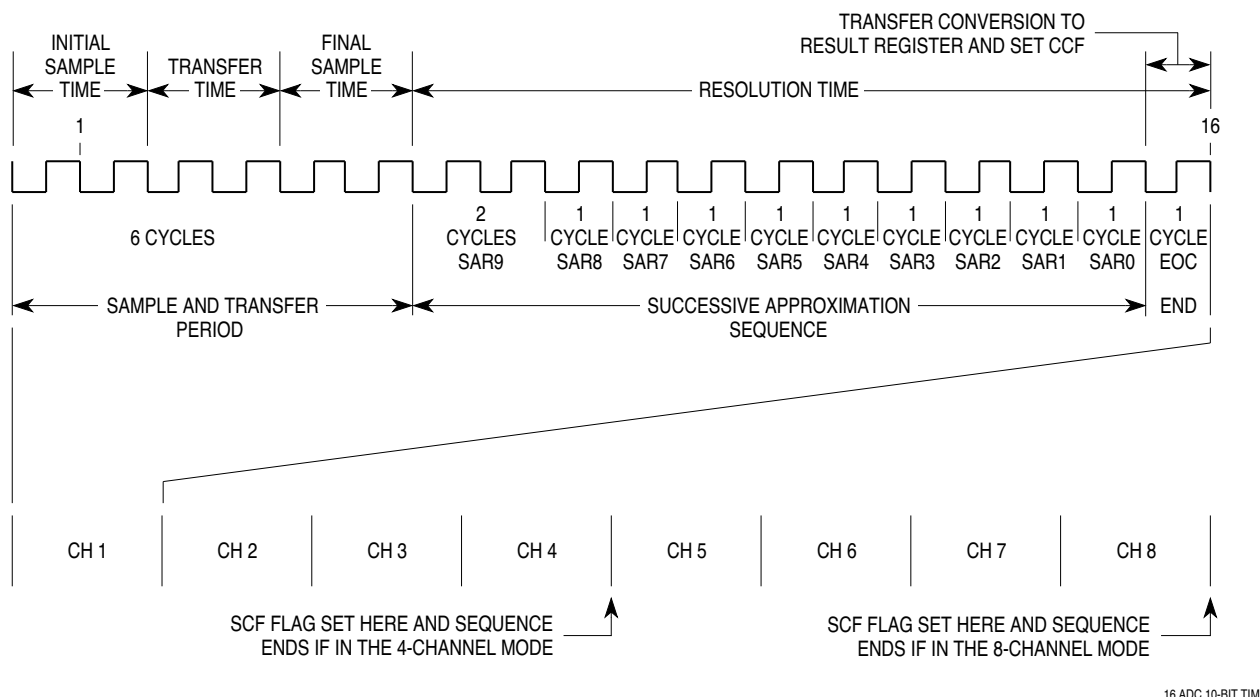 INITIAL
SAMPLE
TIME
TRANSFER
TIME
FINAL
SAMPLE
TIME
RESOLUTION TIME
TRANSFER CONVERSION TO
RESULT REGISTER AND SET CCF
1
16
6 CYCLES
2
CYCLES
SAR9
1
CYCLE
SAR8
1
CYCLE
SAR7
1
CYCLE
SAR6
1
CYCLE
SAR5
1
CYCLE
SAR4
1
CYCLE
SAR3
1
CYCLE
SAR2
1
CYCLE
SAR1
1
CYCLE
SAR0
1
CYCLE
EOC
SAMPLE AND TRANSFER
PERIOD
SUCCESSIVE APPROXIMATION
SEQUENCE
END
CH 1
CH 2
CH 3
CH 4
CH 5
CH 6
CH 7
CH 8
SCF FLAG SET HERE AND SEQUENCE
ENDS IF IN THE 4-CHANNEL MODE
SCF FLAG SET HERE AND SEQUENCE
ENDS IF IN THE 8-CHANNEL MODE
16 ADC 10-BIT TIM